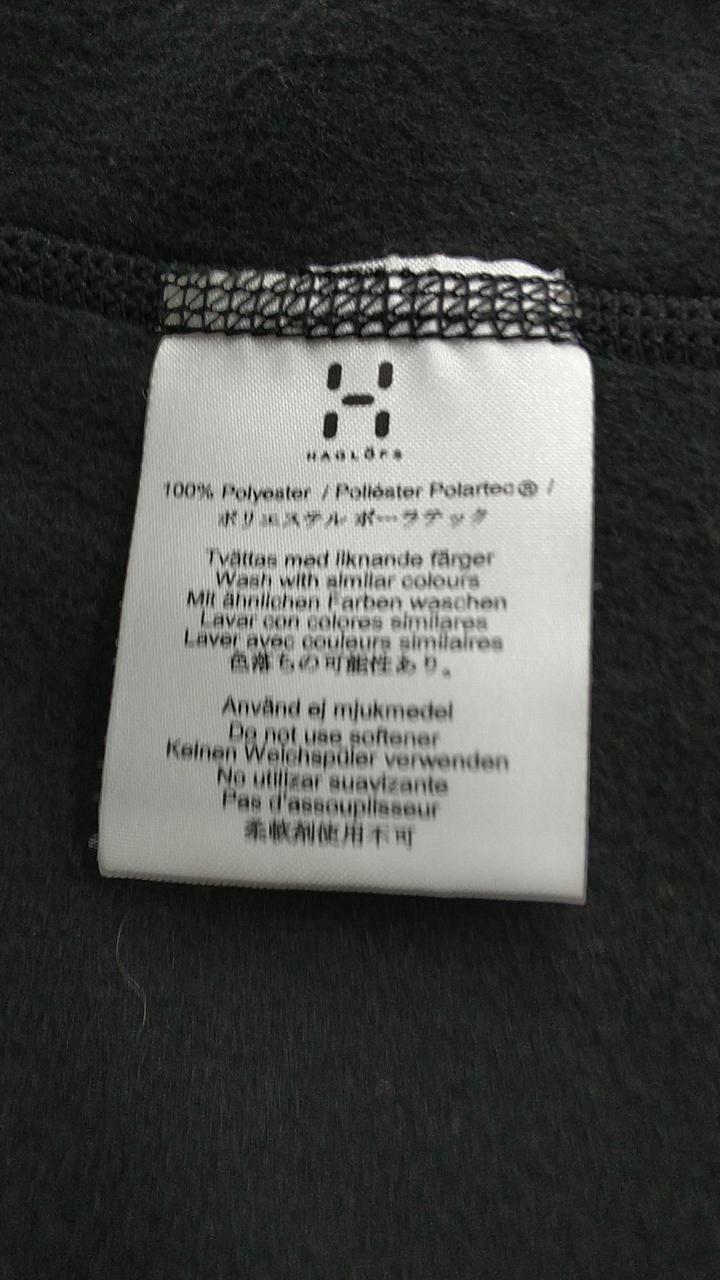 HAGLÖFS
100% Polyester / Poliéster Polartec® /
ポリエステル ポーラテック
Tvättas med liknande färger
Wash with similar colours
Mit ähnlichen Farben waschen
Lavar con colores similares
Laver avec couleurs similaires
色落ちの可能性あり。
Använd ej mjukmedel
Do not use softener
Keinen Weichspüler verwenden
No utilizar suavizante
Pas d'assouplisseur
柔軟剤使用不可